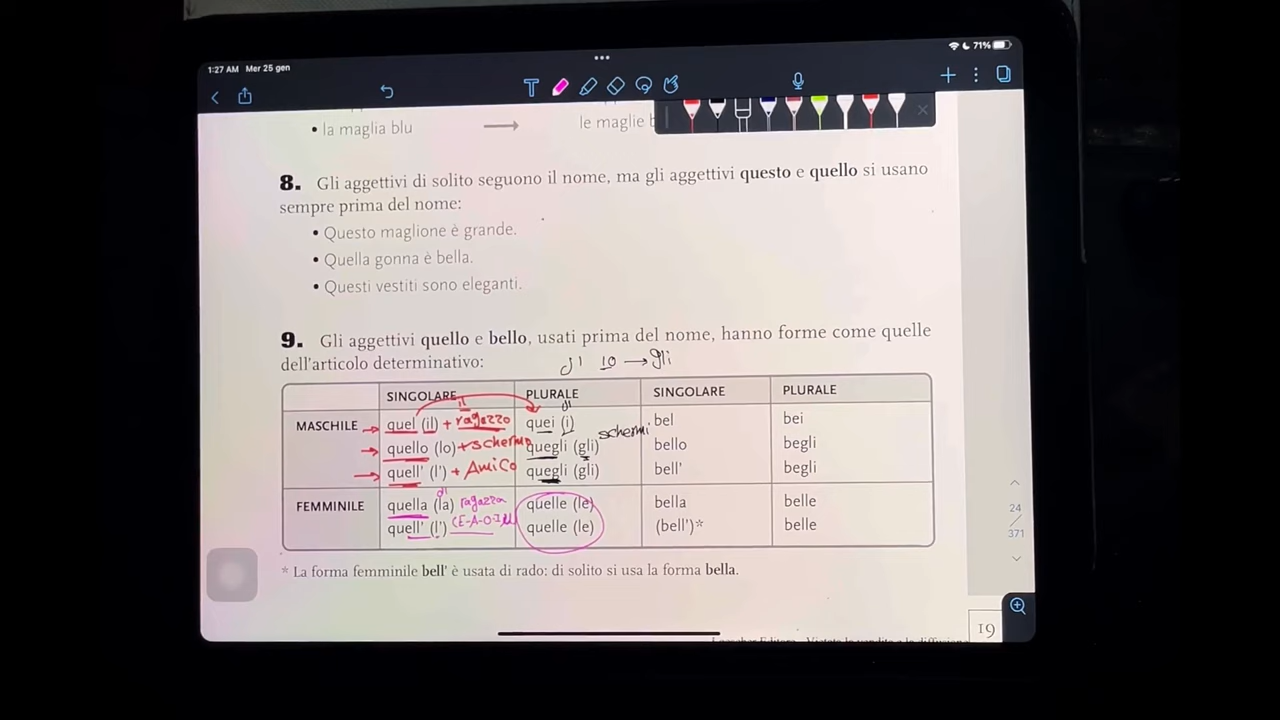 1:27 AM Mer 25 gen
71%
• la maglia blu → le maglie b
8. Gli aggettivi di solito seguono il nome, ma gli aggettivi questo e quello si usano
sempre prima del nome:
• Questo maglione è grande.
• Quella gonna è bella.
• Questi vestiti sono eleganti.
9. Gli aggettivi quello e bello, usati prima del nome, hanno forme come quelle
dell'articolo determinativo:
lo → gli
SINGOLARE PLURALE SINGOLARE PLURALE
il
MASCHILE → quel (il) + ragazzo quei (i) bel bei
→ quello (lo) + schermo quegli (gli) schermi bello begli
→ quell' (l') + Amico quegli (gli) bell' begli
FEMMINILE quella (la) ragazza quelle (le) bella belle
quell' (l') (E-A-O-I-U quelle (le) (bell')* belle
* La forma femminile bell' è usata di rado: di solito si usa la forma bella.
24
371
19